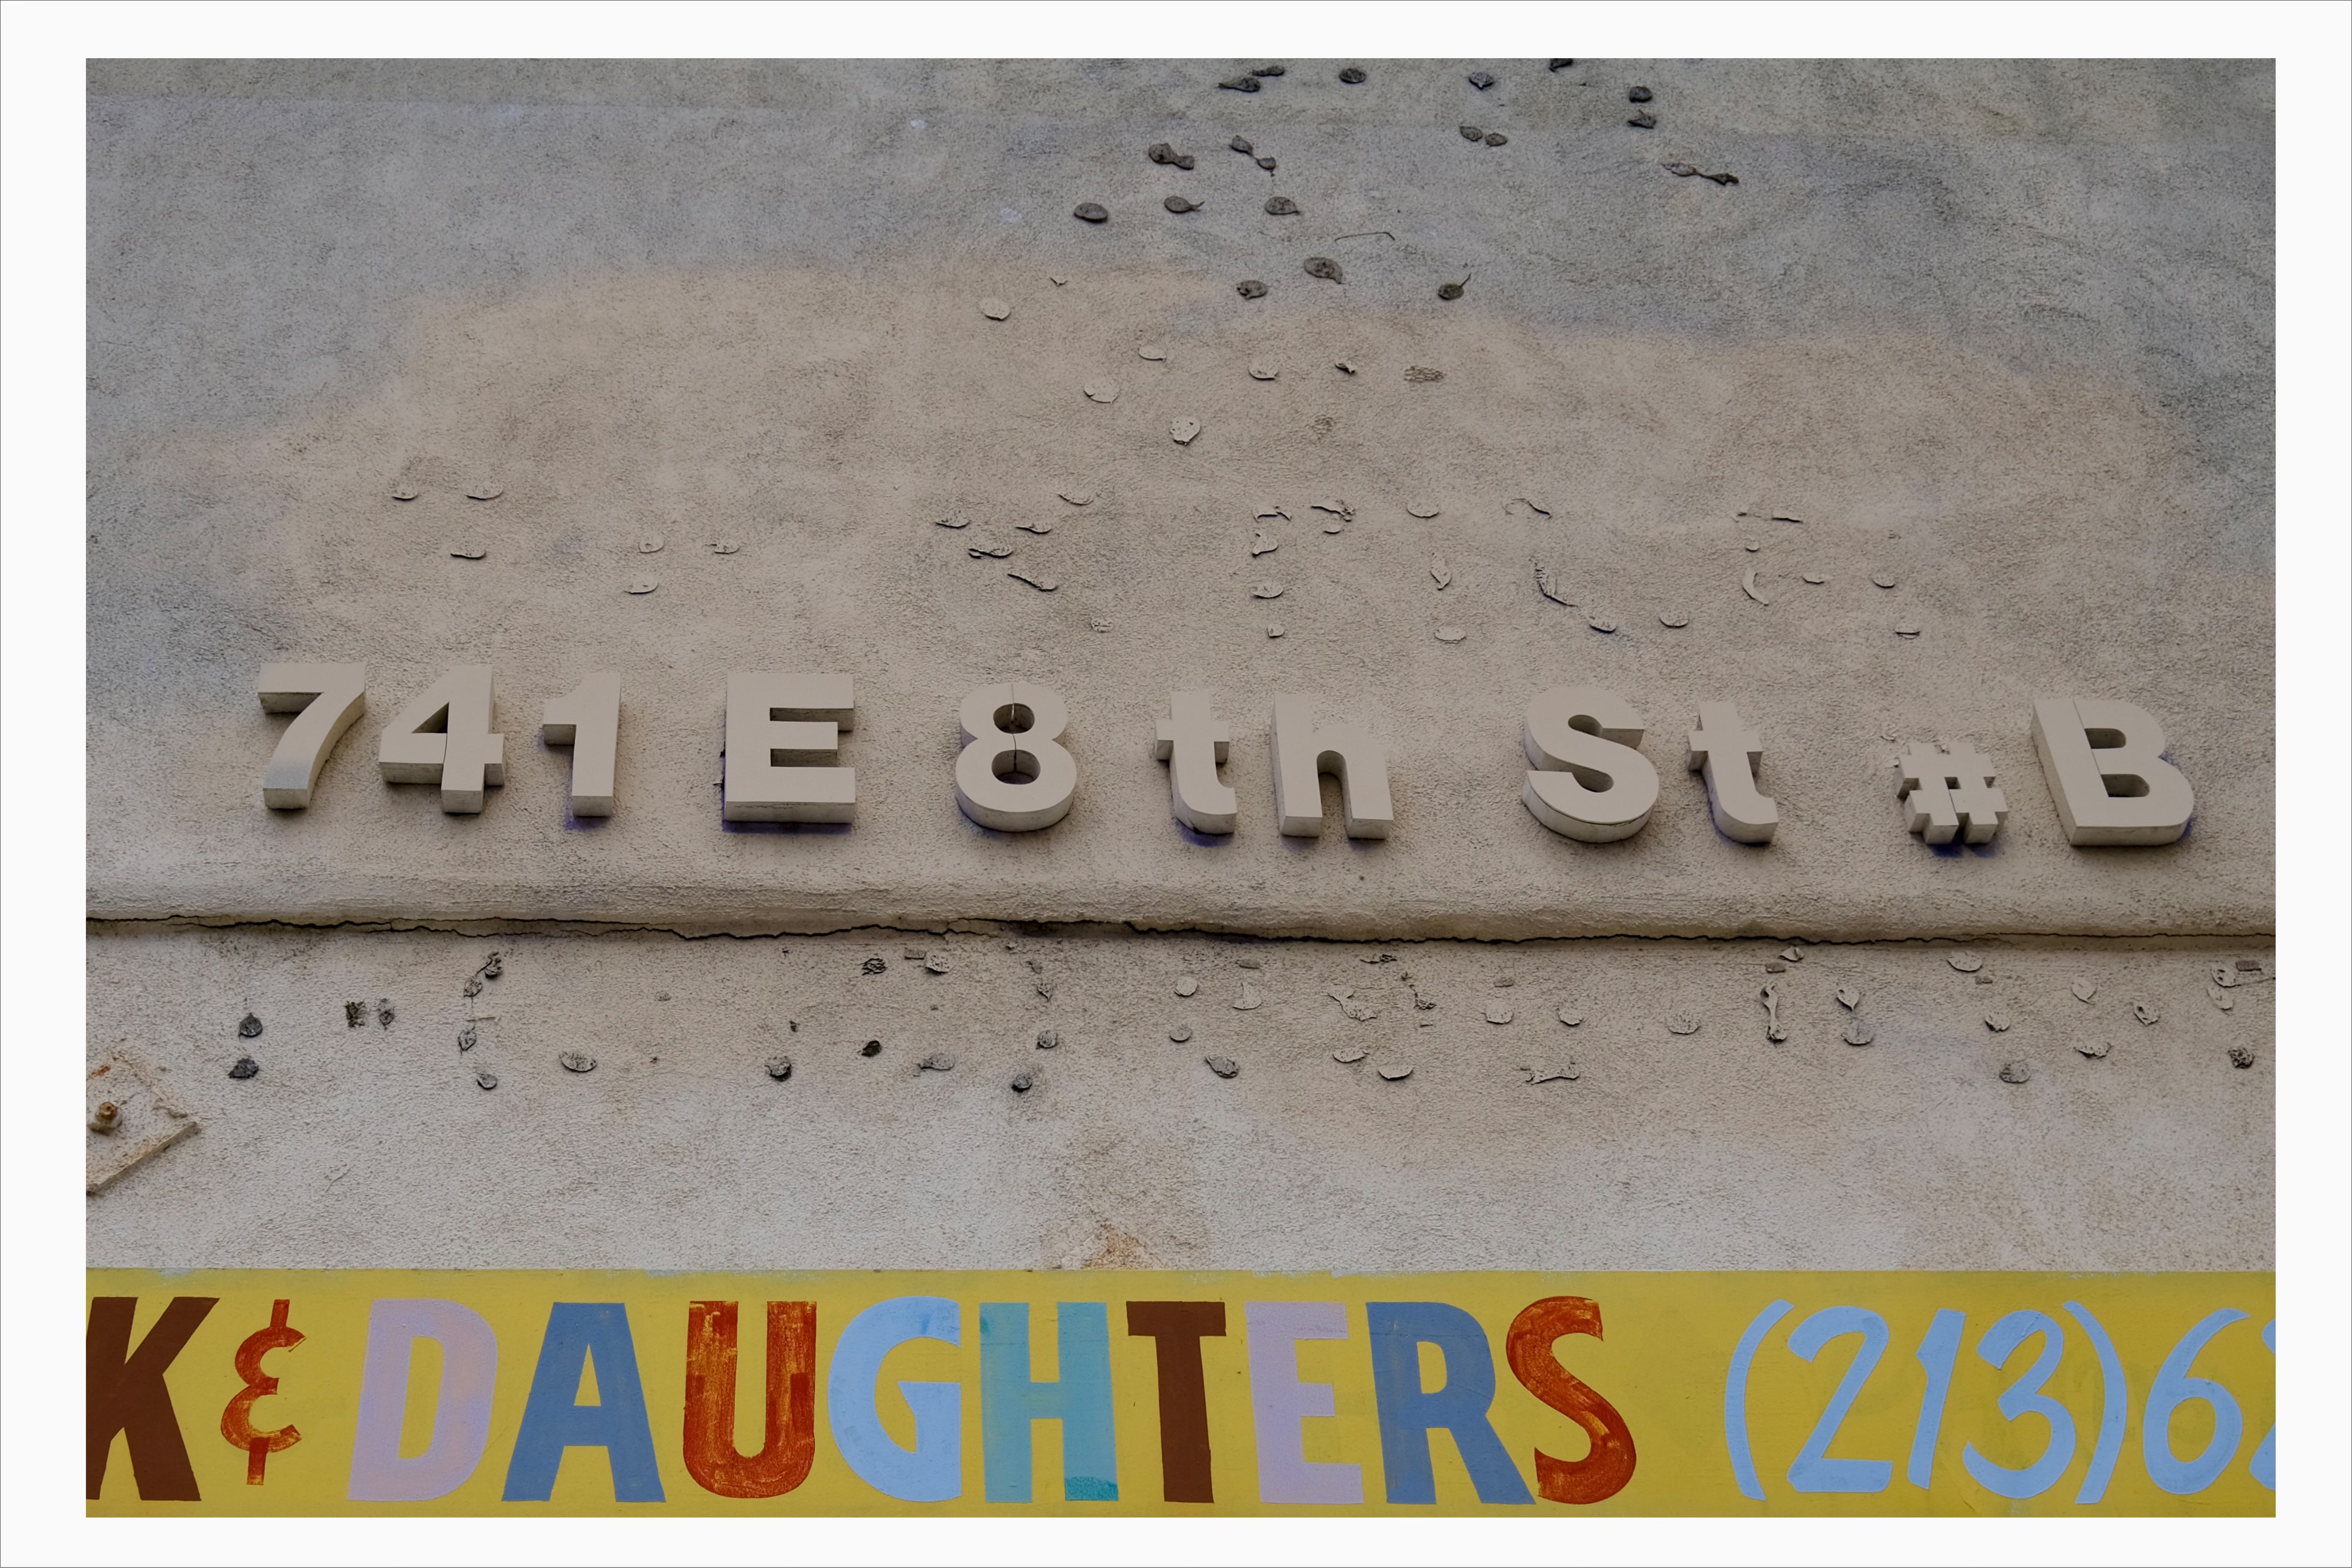 741 E 8th St #B
K & DAUGHTERS (213)6